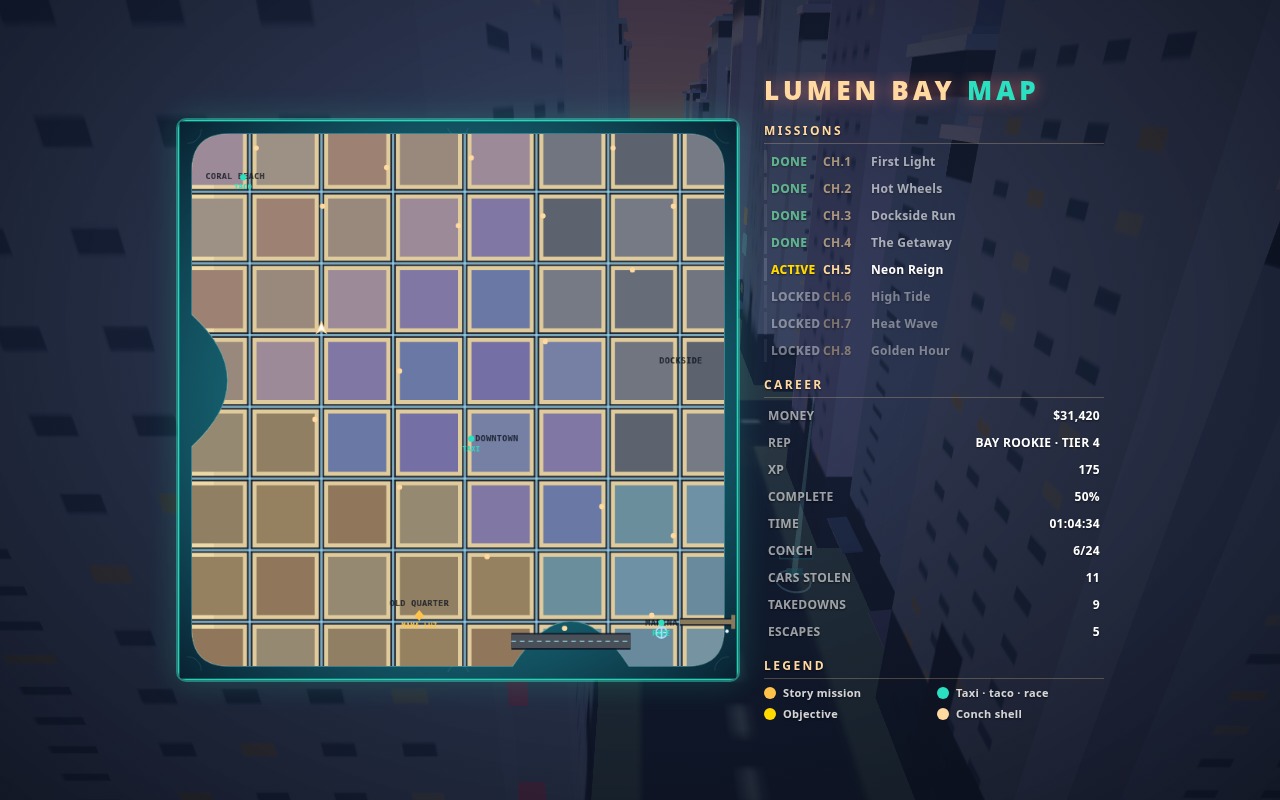 LUMEN BAY MAP
MISSIONS
DONE CH.1 First Light
DONE CH.2 Hot Wheels
DONE CH.3 Dockside Run
DONE CH.4 The Getaway
ACTIVE CH.5 Neon Reign
LOCKED CH.6 High Tide
LOCKED CH.7 Heat Wave
LOCKED CH.8 Golden Hour
CAREER
MONEY $31,420
REP BAY ROOKIE · TIER 4
XP 175
COMPLETE 50%
TIME 01:04:34
CONCH 6/24
CARS STOLEN 11
TAKEDOWNS 9
ESCAPES 5
LEGEND
Story mission
Taxi · taco · race
Objective
Conch shell
CORAL BEACH
DOCKSIDE
DOWNTOWN
OLD QUARTER